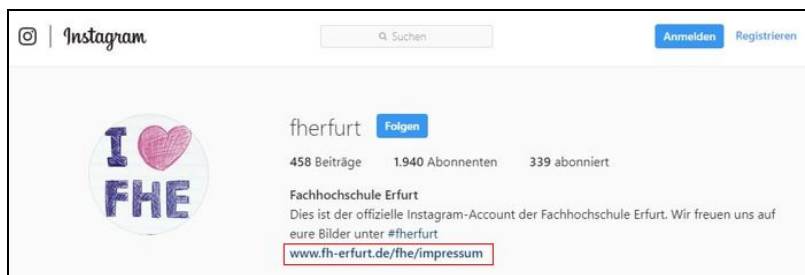 Instagram
Suchen
Anmelden
Registrieren
I
FHE
fherfurt
Folgen
458 Beiträge 1.940 Abonnenten 339 abonniert
Fachhochschule Erfurt
Dies ist der offizielle Instagram-Account der Fachhochschule Erfurt. Wir freuen uns auf
eure Bilder unter #fherfurt
www.fh-erfurt.de/fhe/impressum